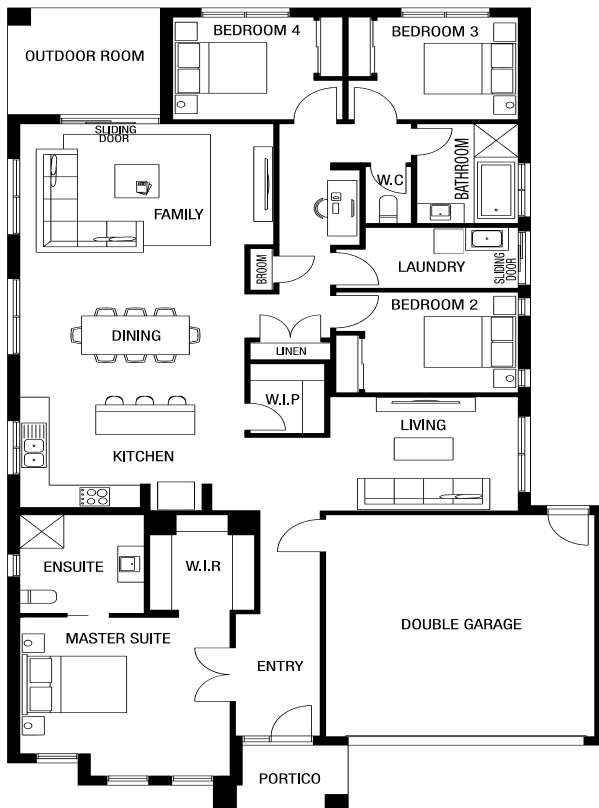 BEDROOM 4
BEDROOM 3
OUTDOOR ROOM
SLIDING
DOOR
BATHROOM
W.C
FAMILY
BROOM
LAUNDRY
SLIDING
DOOR
BEDROOM 2
DINING
LINEN
W.I.P
LIVING
KITCHEN
ENSUITE
W.I.R
MASTER SUITE
DOUBLE GARAGE
ENTRY
PORTICO